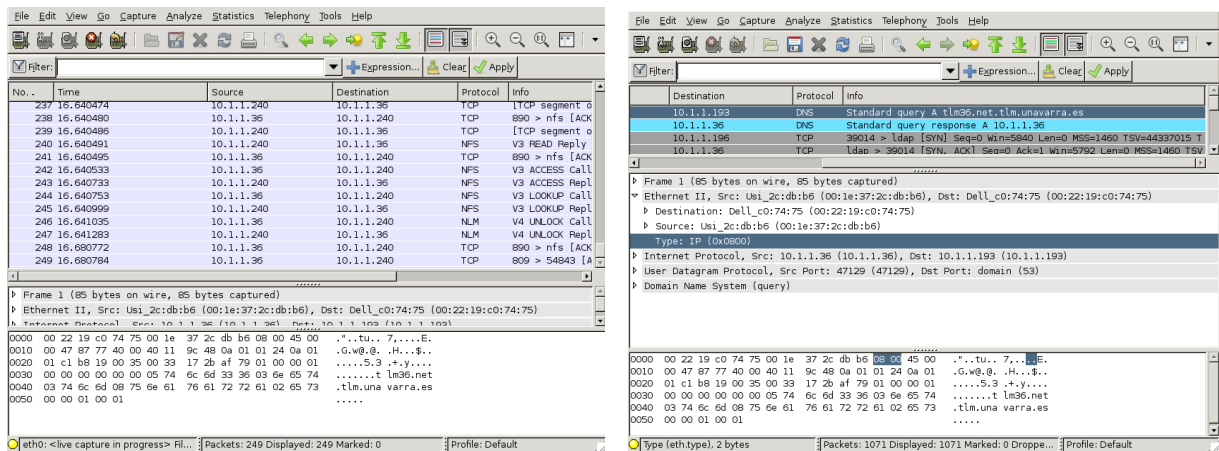 File Edit View Go Capture Analyze Statistics Telephony Tools Help
Filter: Expression... Clear Apply
No. . Time Source Destination Protocol Info
237 16.640474 10.1.1.240 10.1.1.36 TCP [TCP segment o
238 16.640480 10.1.1.36 10.1.1.240 TCP 890 > nfs [ACK
239 16.640486 10.1.1.240 10.1.1.36 TCP [TCP segment o
240 16.640491 10.1.1.240 10.1.1.36 NFS V3 READ Reply
241 16.640495 10.1.1.36 10.1.1.240 TCP 890 > nfs [ACK
242 16.640533 10.1.1.36 10.1.1.240 NFS V3 ACCESS Call
243 16.640733 10.1.1.240 10.1.1.36 NFS V3 ACCESS Repl
244 16.640753 10.1.1.36 10.1.1.240 NFS V3 LOOKUP Call
245 16.640999 10.1.1.240 10.1.1.36 NFS V3 LOOKUP Repl
246 16.641035 10.1.1.36 10.1.1.240 NLM V4 UNLOCK Call
247 16.641283 10.1.1.240 10.1.1.36 NLM V4 UNLOCK Repl
248 16.680772 10.1.1.36 10.1.1.240 TCP 890 > nfs [ACK
249 16.680784 10.1.1.36 10.1.1.240 TCP 809 > 54843 [A
Frame 1 (85 bytes on wire, 85 bytes captured)
Ethernet II, Src: Usi_2c:db:b6 (00:1e:37:2c:db:b6), Dst: Dell_c0:74:75 (00:22:19:c0:74:75)
Internet Protocol, Src: 10.1.1.36 (10.1.1.36), Dst: 10.1.1.193 (10.1.1.193)
0000 00 22 19 c0 74 75 00 1e 37 2c db b6 08 00 45 00 ."..tu.. 7,....E.
0010 00 47 87 77 40 00 40 11 9c 48 0a 01 01 24 0a 01 .G.w@.@. .H...$..
0020 01 c1 b8 19 00 35 00 33 17 2b af 79 01 00 00 01 .....5.3 .+.y....
0030 00 00 00 00 00 00 05 74 6c 6d 33 36 03 6e 65 74 .......t lm36.net
0040 03 74 6c 6d 08 75 6e 61 76 61 72 72 61 02 65 73 .tlm.una varra.es
0050 00 00 01 00 01 .....
eth0: <live capture in progress> Fil... Packets: 249 Displayed: 249 Marked: 0 Profile: Default
File Edit View Go Capture Analyze Statistics Telephony Tools Help
Filter: Expression... Clear Apply
Destination Protocol Info
10.1.1.193 DNS Standard query A tlm36.net.tlm.unavarra.es
10.1.1.36 DNS Standard query response A 10.1.1.36
10.1.1.196 TCP 39014 > ldap [SYN] Seq=0 Win=5840 Len=0 MSS=1460 TSV=44337015 T
10.1.1.36 TCP ldap > 39014 [SYN, ACK] Seq=0 Ack=1 Win=5792 Len=0 MSS=1460 TSV
Frame 1 (85 bytes on wire, 85 bytes captured)
Ethernet II, Src: Usi_2c:db:b6 (00:1e:37:2c:db:b6), Dst: Dell_c0:74:75 (00:22:19:c0:74:75)
Destination: Dell_c0:74:75 (00:22:19:c0:74:75)
Source: Usi_2c:db:b6 (00:1e:37:2c:db:b6)
Type: IP (0x0800)
Internet Protocol, Src: 10.1.1.36 (10.1.1.36), Dst: 10.1.1.193 (10.1.1.193)
User Datagram Protocol, Src Port: 47129 (47129), Dst Port: domain (53)
Domain Name System (query)
0000 00 22 19 c0 74 75 00 1e 37 2c db b6 08 00 45 00 ."..tu.. 7,....E.
0010 00 47 87 77 40 00 40 11 9c 48 0a 01 01 24 0a 01 .G.w@.@. .H...$..
0020 01 c1 b8 19 00 35 00 33 17 2b af 79 01 00 00 01 .....5.3 .+.y....
0030 00 00 00 00 00 00 05 74 6c 6d 33 36 03 6e 65 74 .......t lm36.net
0040 03 74 6c 6d 08 75 6e 61 76 61 72 72 61 02 65 73 .tlm.una varra.es
0050 00 00 01 00 01 .....
Type (eth.type), 2 bytes Packets: 1071 Displayed: 1071 Marked: 0 Droppe... Profile: Default